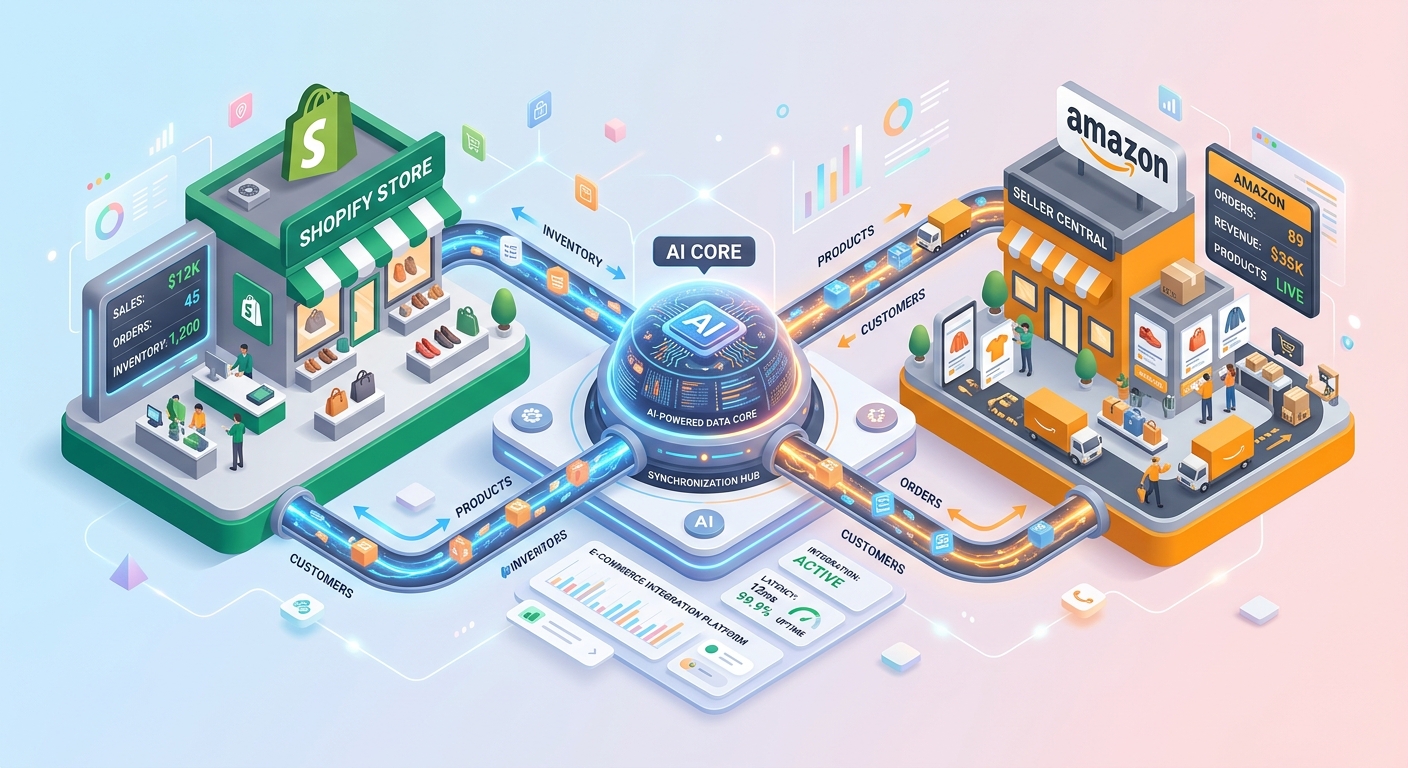 S
SHOPIFY STORE
S
SALES: $12K
ORDERS: 45
INVENTORY: 1,200
INVENTORY
AI CORE
AI
AI-POWERED DATA CORE
SYNCHRONIZATION HUB
AI
PRODUCTS
CUSTOMERS
amazon
SELLER CENTRAL
AMAZON
ORDERS: 89
REVENUE: $35K
PRODUCTS LIVE
PRODUCTS
CUSTOMERS
ORDERS
CUSTOMERS
E-COMMERCE INTEGRATION PLATFORM
LATENCY:
12ms
99.9%
UPTIME
INTEGRATION:
ACTIVE